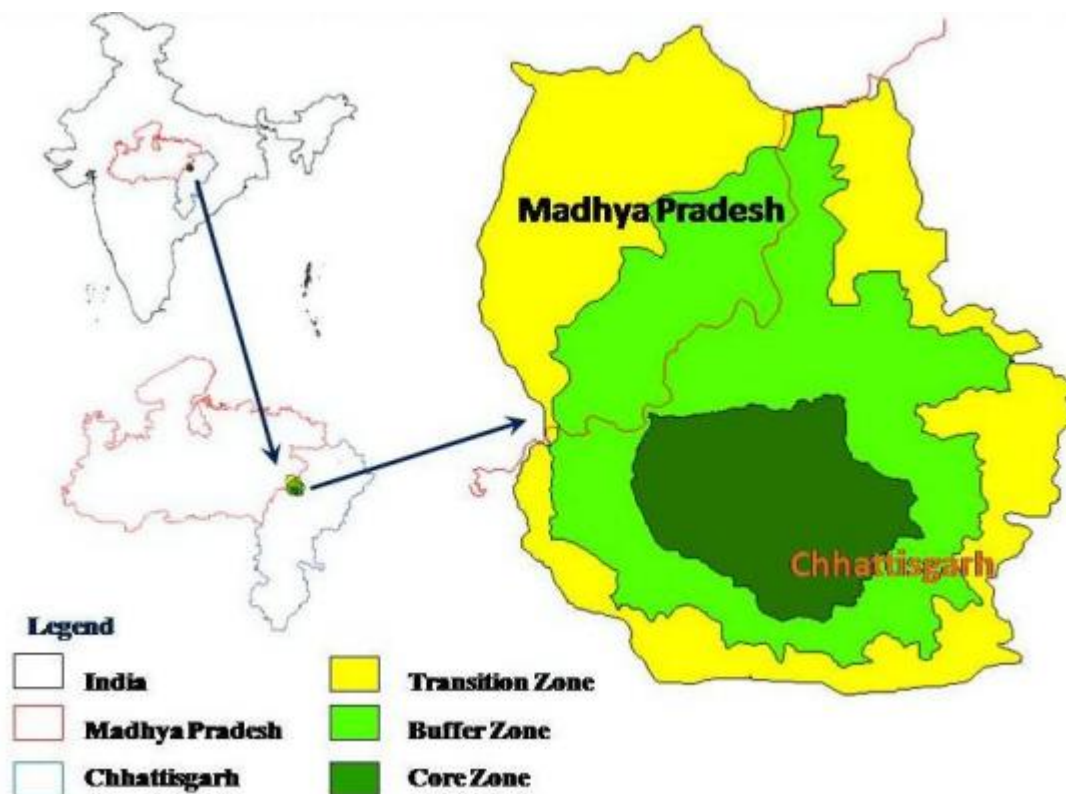 Madhya Pradesh
Chhattisgarh
Legend
India
Madhya Pradesh
Chhattisgarh
Transition Zone
Buffer Zone
Core Zone